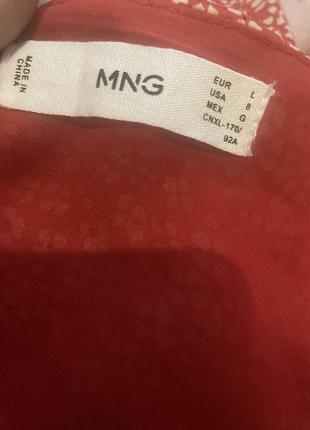 MADE IN
CHINA
MNG
EUR L
USA 8
MEX G
CNXL-170/
92A